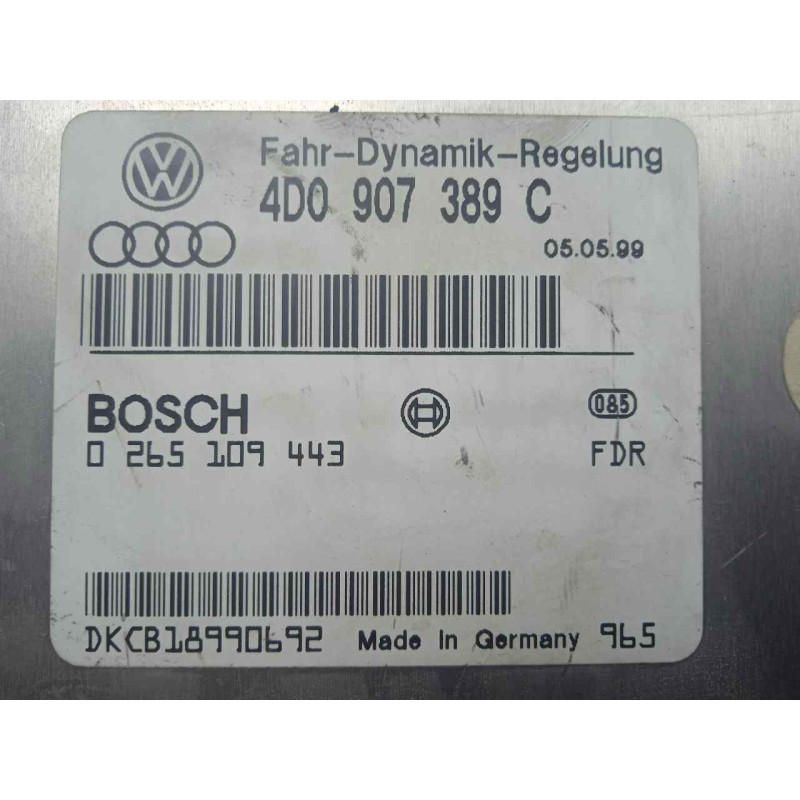 Fahr-Dynamik-Regelung
4D0 907 389 C
05.05.99
BOSCH
085
0 265 109 443
FDR
DKCB18990692 Made in Germany 965